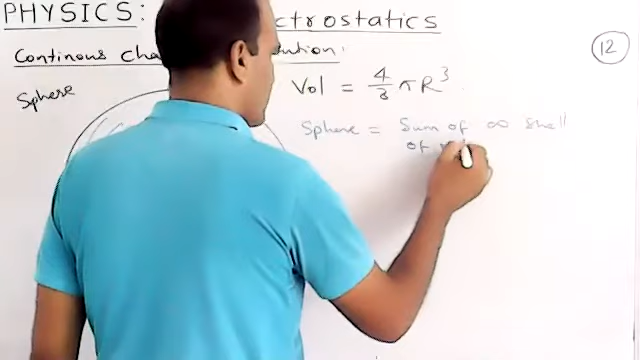 PHYSICS: ctrostatics
Continous Cha ution:
12
Sphere
Vol = 4/3 πR³
Sphere = Sum of ∞ shell
of